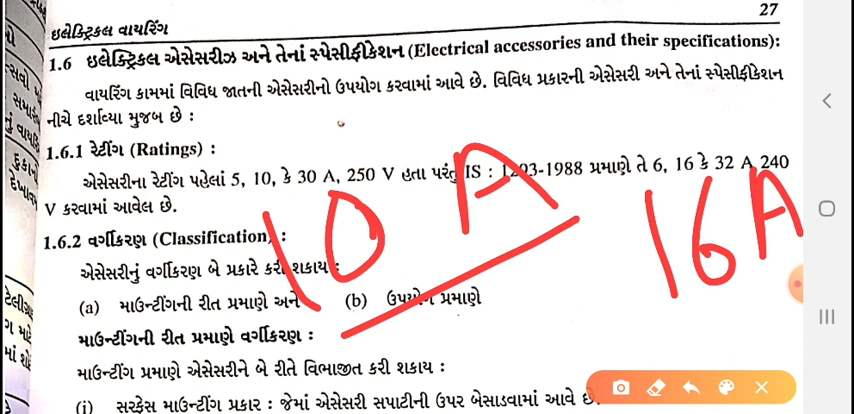 27
ઇલેક્ટ્રિકલ વાયરિંગ
1.6 ઇલેક્ટ્રિકલ એસેસરીઝ અને તેનાં સ્પેસીફીકેશન (Electrical accessories and their specifications):
વાયરિંગ કામમાં વિવિધ જાતની એસેસરીનો ઉપયોગ કરવામાં આવે છે. વિવિધ પ્રકારની એસેસરી અને તેનાં સ્પેસીફીકેશન
નીચે દર્શાવ્યા મુજબ છે :
1.6.1 રેટીંગ (Ratings) :
એસેસરીના રેટીંગ પહેલાં 5, 10, કે 30 A, 250 V હતા પરંતુ IS : 1293-1988 પ્રમાણે તે 6, 16 કે 32 A 240
V કરવામાં આવેલ છે.
10 A
16 A
1.6.2 વર્ગીકરણ (Classification) :
એસેસરીનું વર્ગીકરણ બે પ્રકારે કરી શકાય :
(a) માઉન્ટીંગની રીત પ્રમાણે અને (b) ઉપયોગ પ્રમાણે
માઉન્ટીંગની રીત પ્રમાણે વર્ગીકરણ :
માઉન્ટીંગ પ્રમાણે એસેસરીને બે રીતે વિભાજીત કરી શકાય :
(i) સરફેસ માઉન્ટીંગ પ્રકાર : જેમાં એસેસરી સપાટીની ઉપર બેસાડવામાં આવે છે.